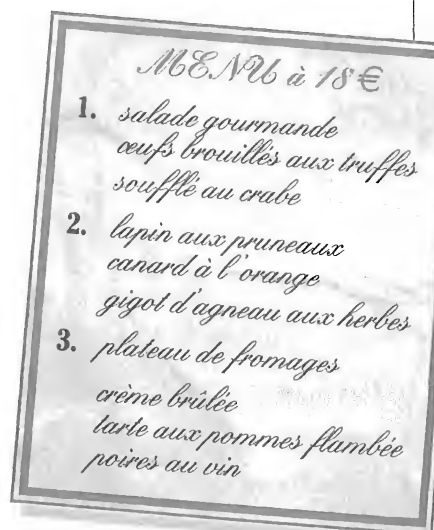 MENU à 18 €
1. salade gourmande
œufs brouillés aux truffes
soufflé au crabe
2. lapin aux pruneaux
canard à l'orange
gigot d'agneau aux herbes
3. plateau de fromages
crème brûlée
tarte aux pommes flambée
poires au vin